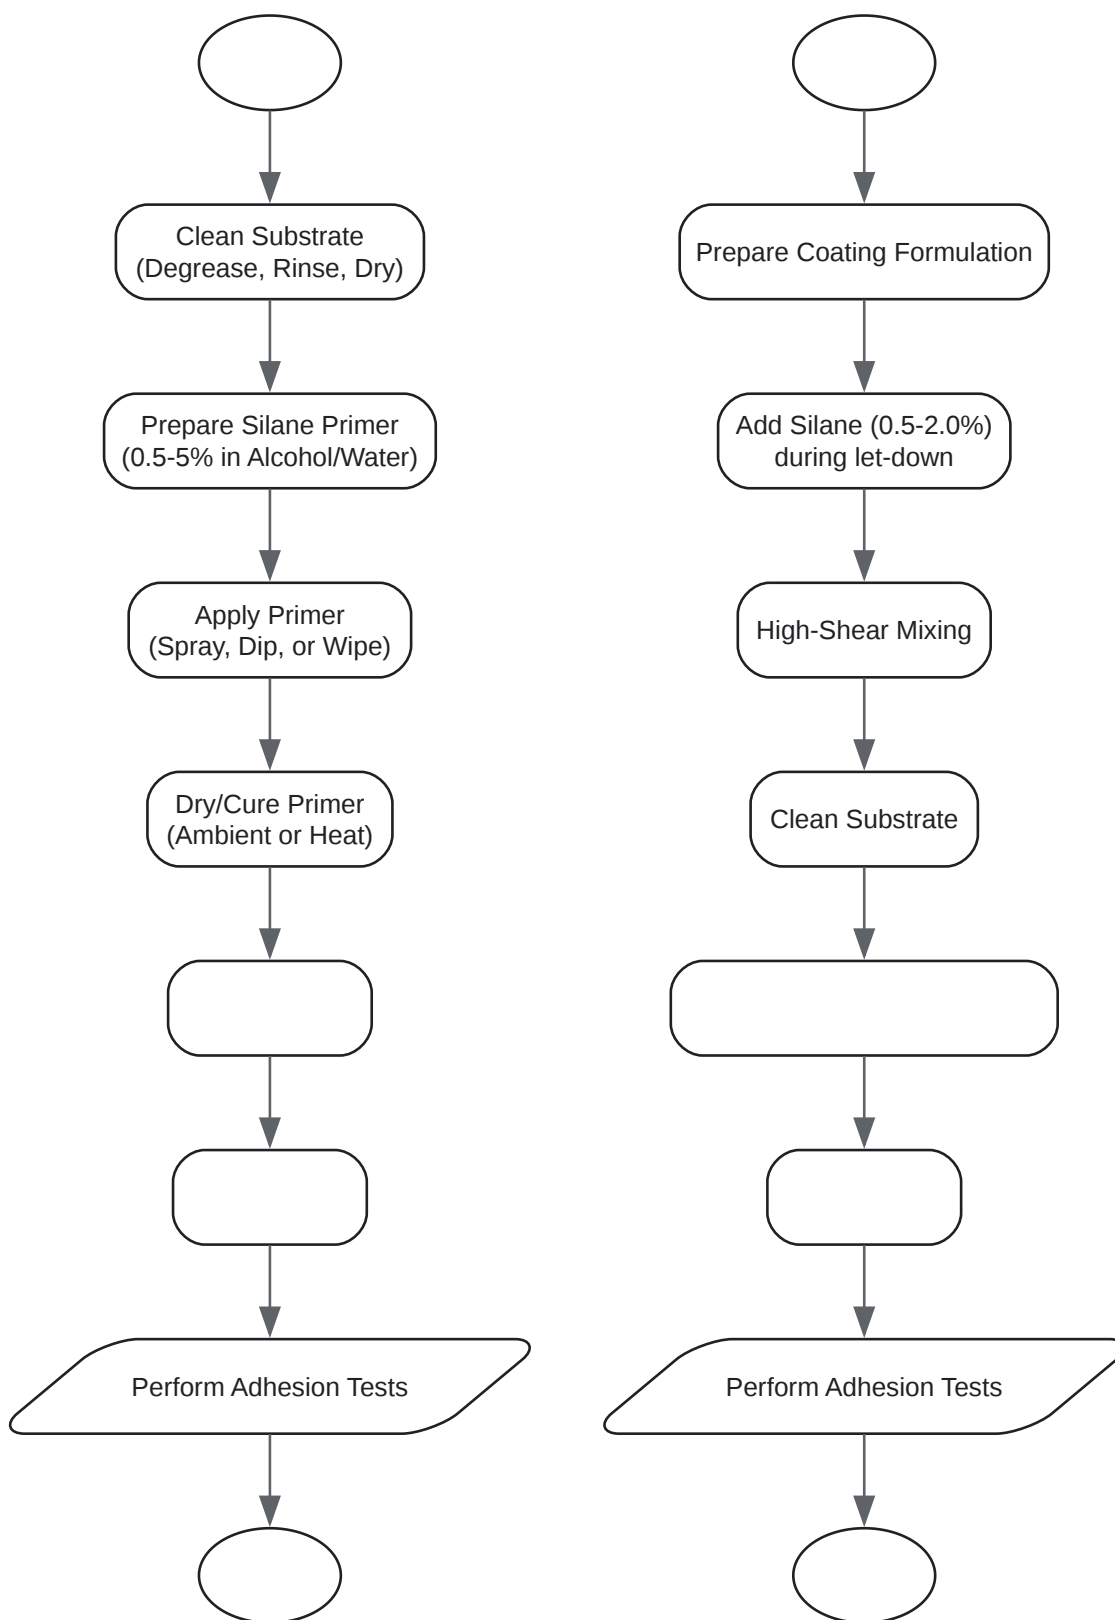 Clean Substrate
(Degrease, Rinse, Dry)
Prepare Silane Primer
(0.5-5% in Alcohol/Water)
Apply Primer
(Spray, Dip, or Wipe)
Dry/Cure Primer
(Ambient or Heat)
Perform Adhesion Tests
Prepare Coating Formulation
Add Silane (0.5-2.0%)
during let-down
High-Shear Mixing
Clean Substrate
Perform Adhesion Tests